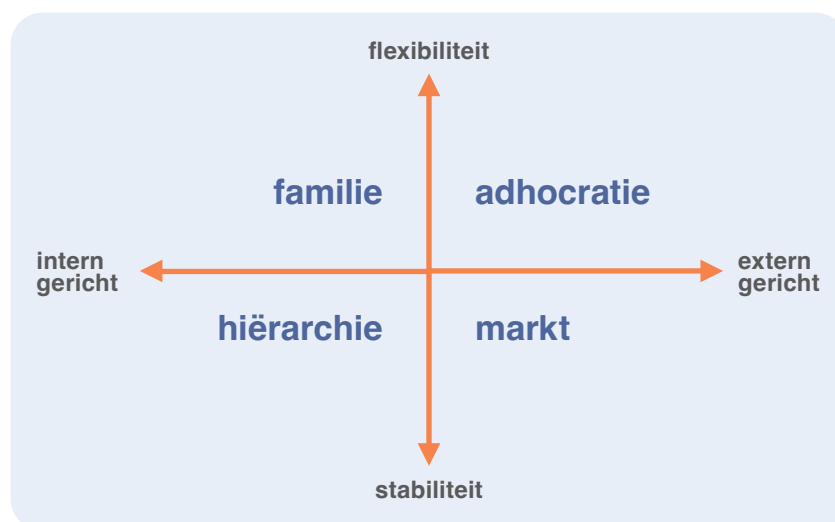 flexibiliteit
familie
adhocratie
intern
gericht
extern
gericht
hiërarchie
markt
stabiliteit